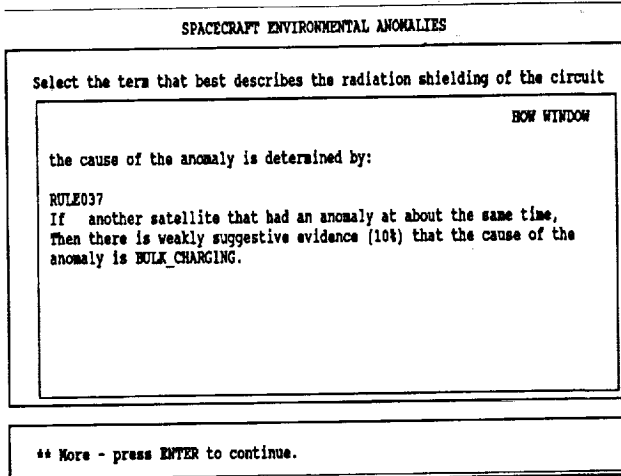 SPACECRAFT ENVIRONMENTAL ANOMALIES
Select the term that best describes the radiation shielding of the circuit
HOW WINDOW
the cause of the anomaly is determined by:
RULE037
If another satellite that had an anomaly at about the same time,
Then there is weakly suggestive evidence (10%) that the cause of the
anomaly is BULK_CHARGING.
** More - press ENTER to continue.